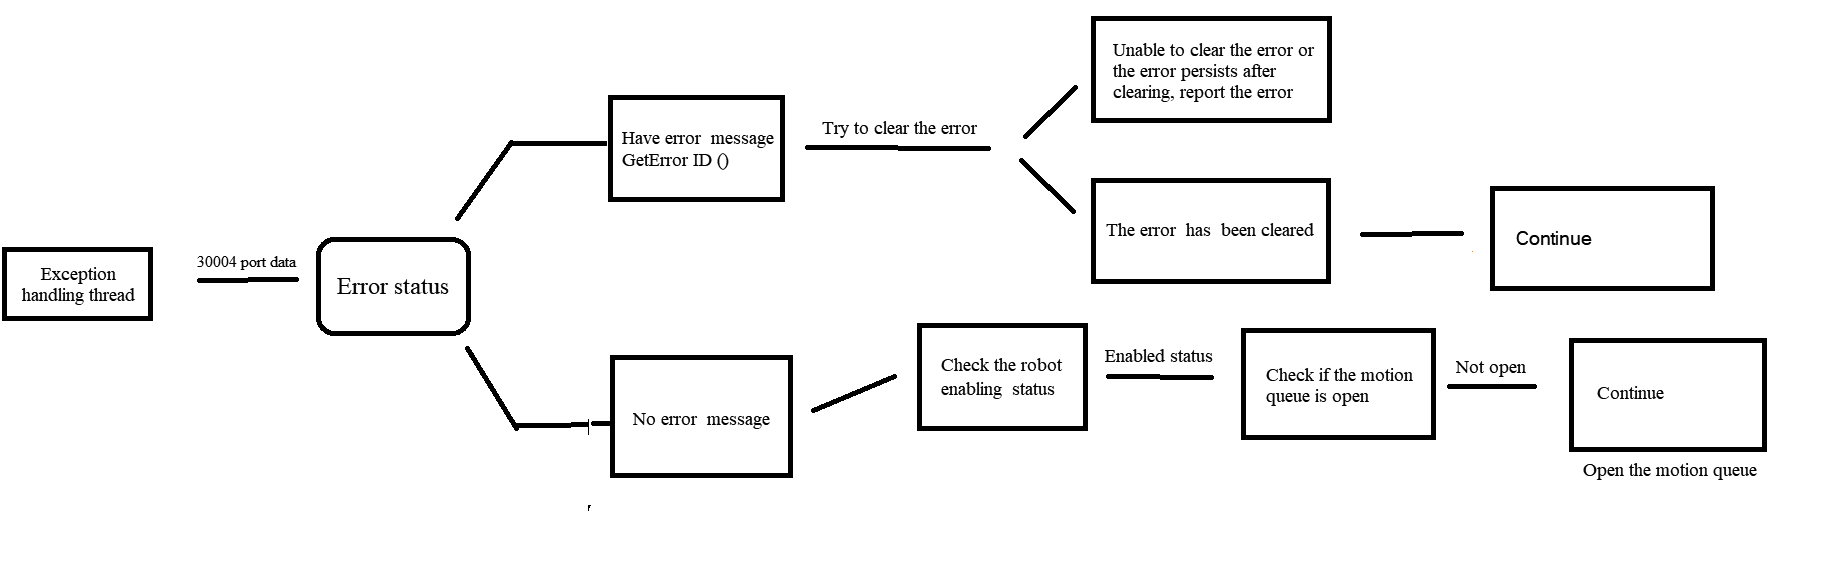 Exception
handling thread
30004 port data
Error status
Have error message
GetError ID ()
Try to clear the error
Unable to clear the error or
the error persists after
clearing, report the error
The error has been cleared
Continue
No error message
Check the robot
enabling status
Enabled status
Check if the motion
queue is open
Not open
Continue
Open the motion queue